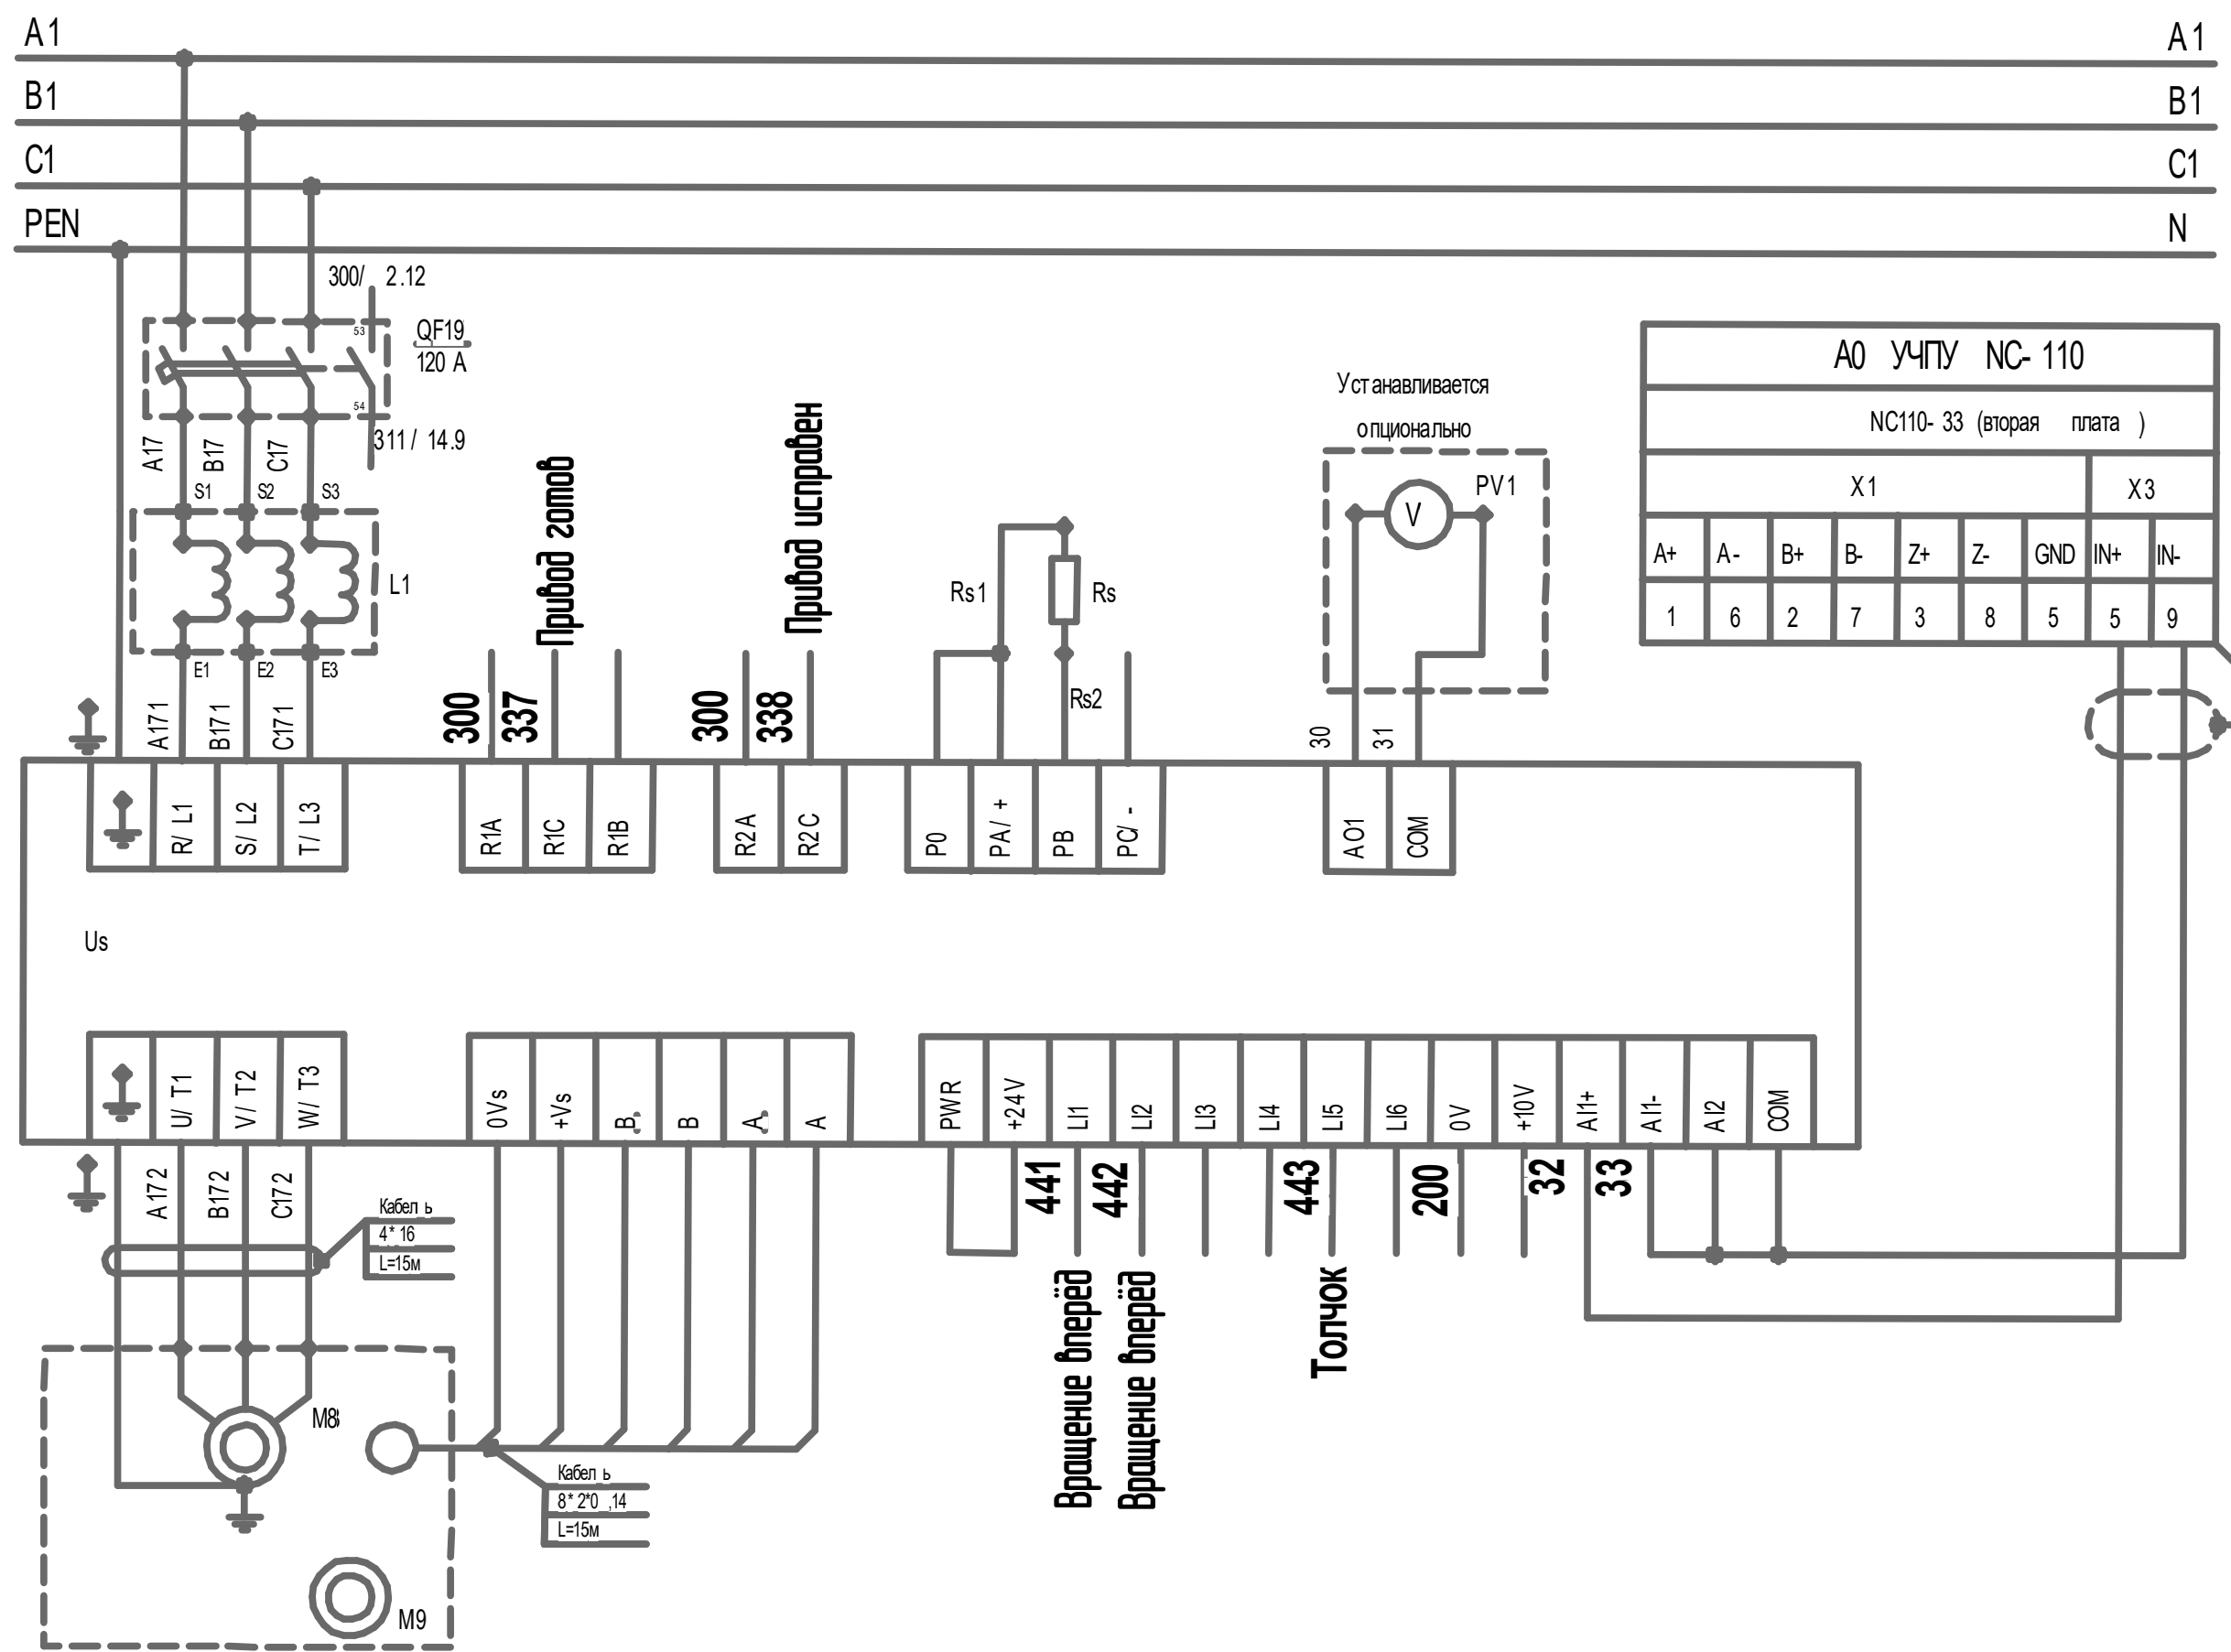 A1 A1
B1 B1
C1 C1
PEN N
300/ 2.12
53
QF19
120 A
54
311/ 14.9
A17 B17 C17
S1 S2 S3
L1
E1 E2 E3
A171 B171 C171
Привод готов
300 337
Привод исправен
300 338
Rs1 Rs
Rs2
Устанавливается
опционально
PV1
V
30 31
A0 УЧПУ NC-110
NC110-33 (вторая плата)
X1 X3
A+ A- B+ B- Z+ Z- GND IN+ IN-
1 6 2 7 3 8 5 5 9
R/ L1 S/ L2 T/ L3
R1A R1C R1B
R2A R2C
P0 PA/ + PB PC/ -
AO1 COM
Us
U/ T1 V/ T2 W/ T3
0Vs +Vs B- B A- A
PWR +24V LI1 LI2 LI3 LI4 LI5 LI6 0V +10V AI1+ AI1- AI2 COM
A172 B172 C172
441 442 443 200 32 33
Кабель
4*16
L=15м
Вращение вперёд
Вращение вперёд
Толчок
M8
Кабель
8*2*0,14
L=15м
M9